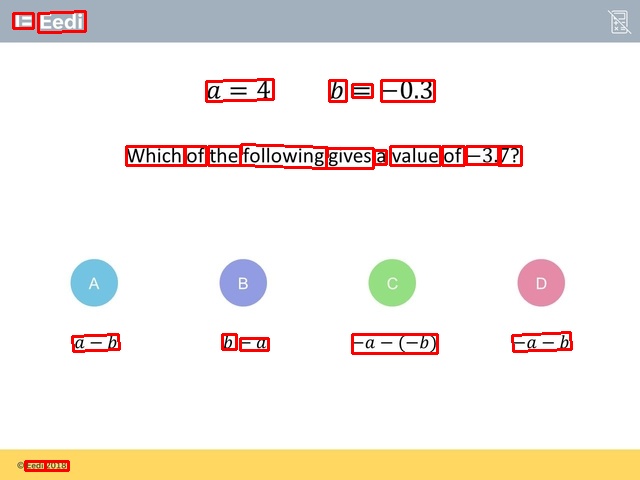 Eedi
a = 4 b = −0.3
Which of the following gives a value of −3.7?
A B C D
a − b b − a −a − (−b) −a − b
© Eedi 2018